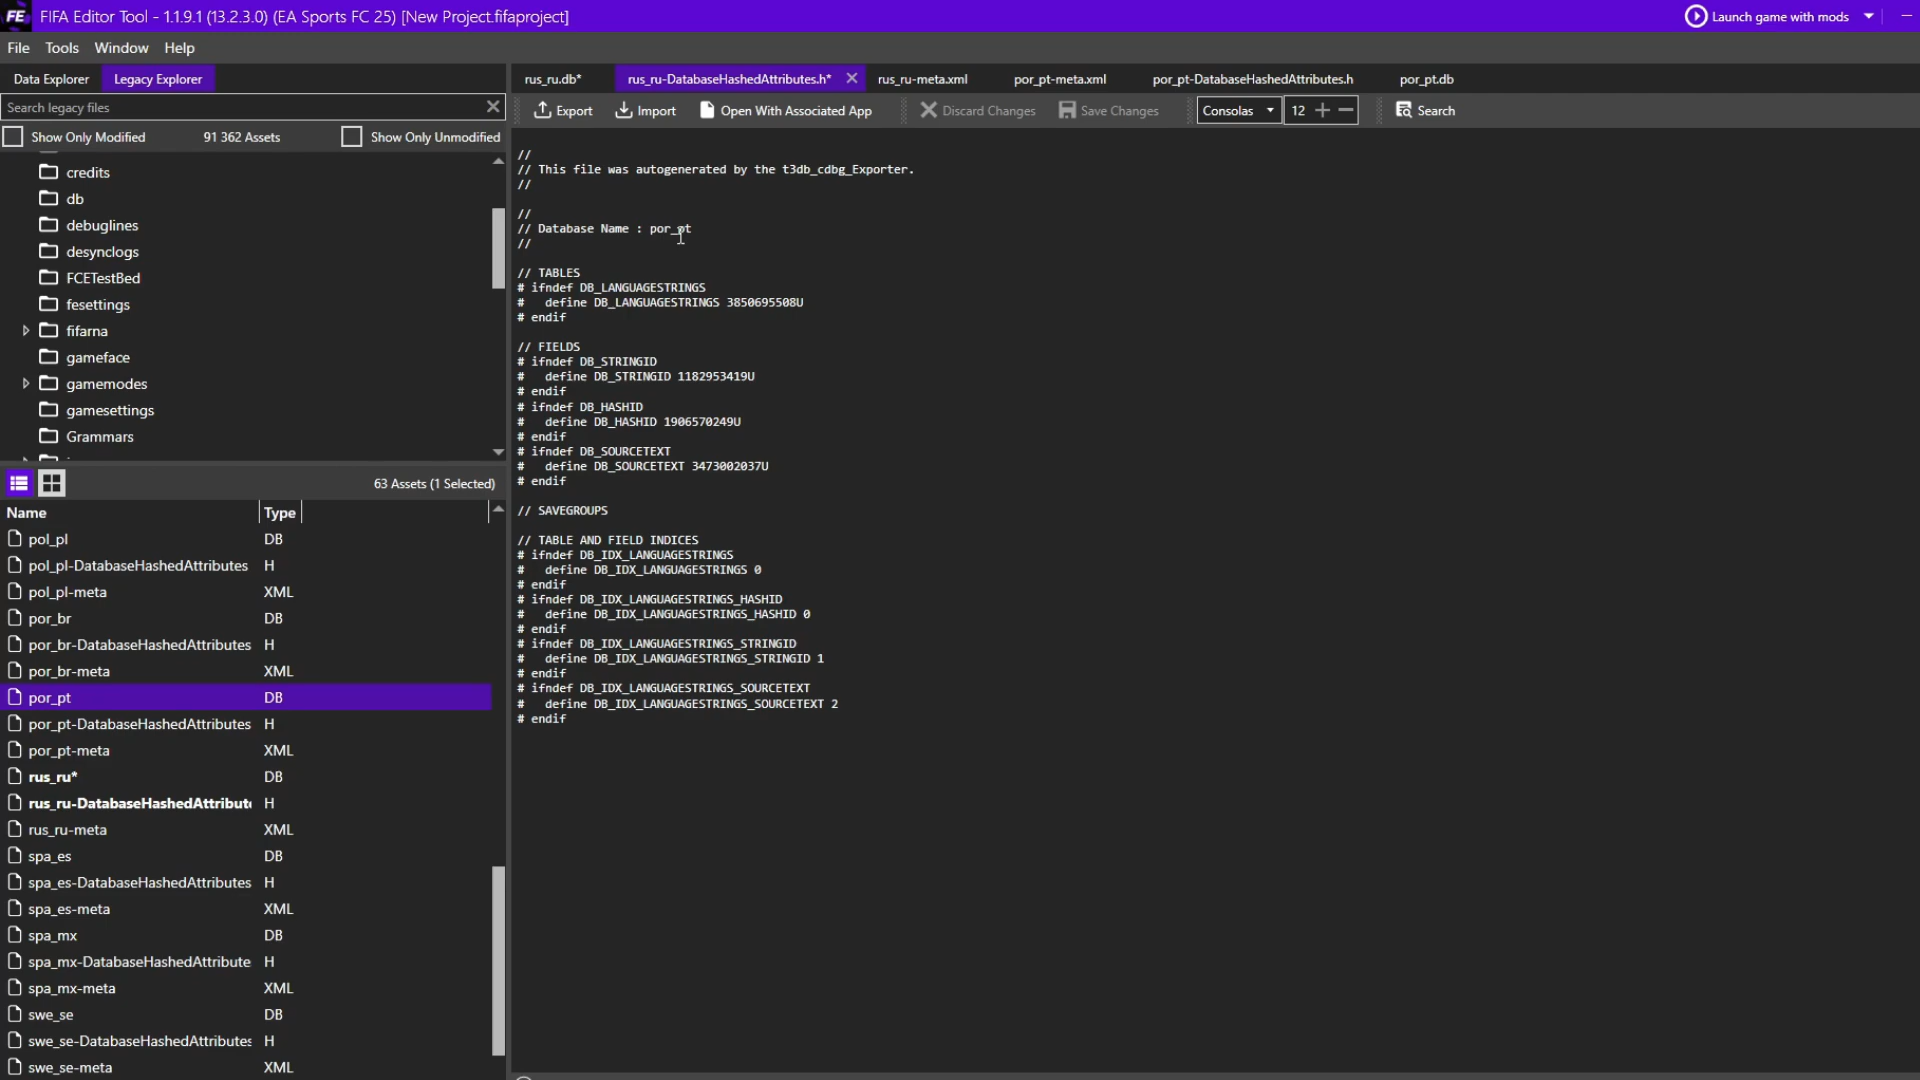 FE FIFA Editor Tool - 1.1.9.1 (13.2.3.0) (EA Sports FC 25) [New Project.fifaproject]
Launch game with mods
File Tools Window Help
Data Explorer Legacy Explorer
rus_ru.db* rus_ru-DatabaseHashedAttributes.h* rus_ru-meta.xml por_pt-meta.xml por_pt-DatabaseHashedAttributes.h por_pt.db
Search legacy files
Export Import Open With Associated App Discard Changes Save Changes Consolas 12 Search
Show Only Modified 91 362 Assets Show Only Unmodified
credits
db
debuglines
desynclogs
FCETestBed
fesettings
fifarna
gameface
gamemodes
gamesettings
Grammars
63 Assets (1 Selected)
Name Type
pol_pl DB
pol_pl-DatabaseHashedAttributes H
pol_pl-meta XML
por_br DB
por_br-DatabaseHashedAttributes H
por_br-meta XML
por_pt DB
por_pt-DatabaseHashedAttributes H
por_pt-meta XML
rus_ru* DB
rus_ru-DatabaseHashedAttribut H
rus_ru-meta XML
spa_es DB
spa_es-DatabaseHashedAttributes H
spa_es-meta XML
spa_mx DB
spa_mx-DatabaseHashedAttribute H
spa_mx-meta XML
swe_se DB
swe_se-DatabaseHashedAttributes H
swe_se-meta XML
//
// This file was autogenerated by the t3db_cdbg_Exporter.
//
//
// Database Name : por_pt
//
// TABLES
# ifndef DB_LANGUAGESTRINGS
#   define DB_LANGUAGESTRINGS 3850695508U
# endif
// FIELDS
# ifndef DB_STRINGID
#   define DB_STRINGID 1182953419U
# endif
# ifndef DB_HASHID
#   define DB_HASHID 1906570249U
# endif
# ifndef DB_SOURCETEXT
#   define DB_SOURCETEXT 3473002037U
# endif
// SAVEGROUPS
// TABLE AND FIELD INDICES
# ifndef DB_IDX_LANGUAGESTRINGS
#   define DB_IDX_LANGUAGESTRINGS 0
# endif
# ifndef DB_IDX_LANGUAGESTRINGS_HASHID
#   define DB_IDX_LANGUAGESTRINGS_HASHID 0
# endif
# ifndef DB_IDX_LANGUAGESTRINGS_STRINGID
#   define DB_IDX_LANGUAGESTRINGS_STRINGID 1
# endif
# ifndef DB_IDX_LANGUAGESTRINGS_SOURCETEXT
#   define DB_IDX_LANGUAGESTRINGS_SOURCETEXT 2
# endif